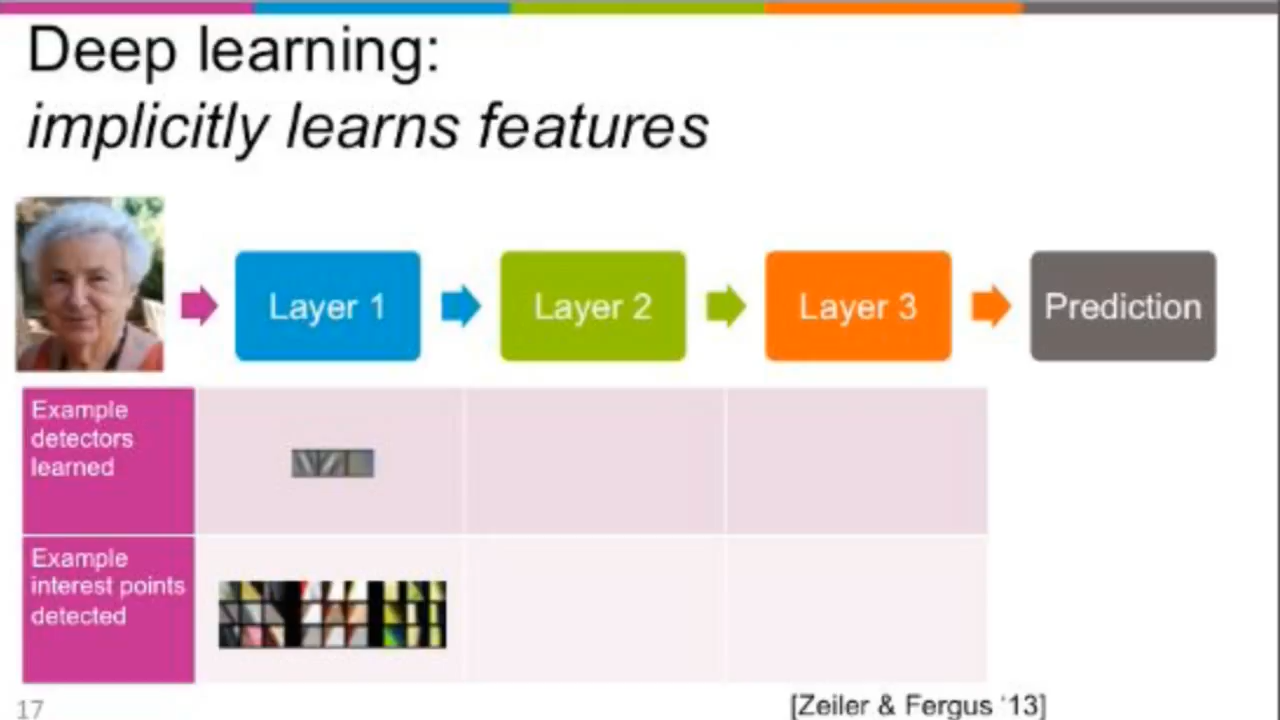 Deep learning:
implicitly learns features
Layer 1
Layer 2
Layer 3
Prediction
Example
detectors
learned
Example
interest points
detected
17
[Zeiler & Fergus ‘13]